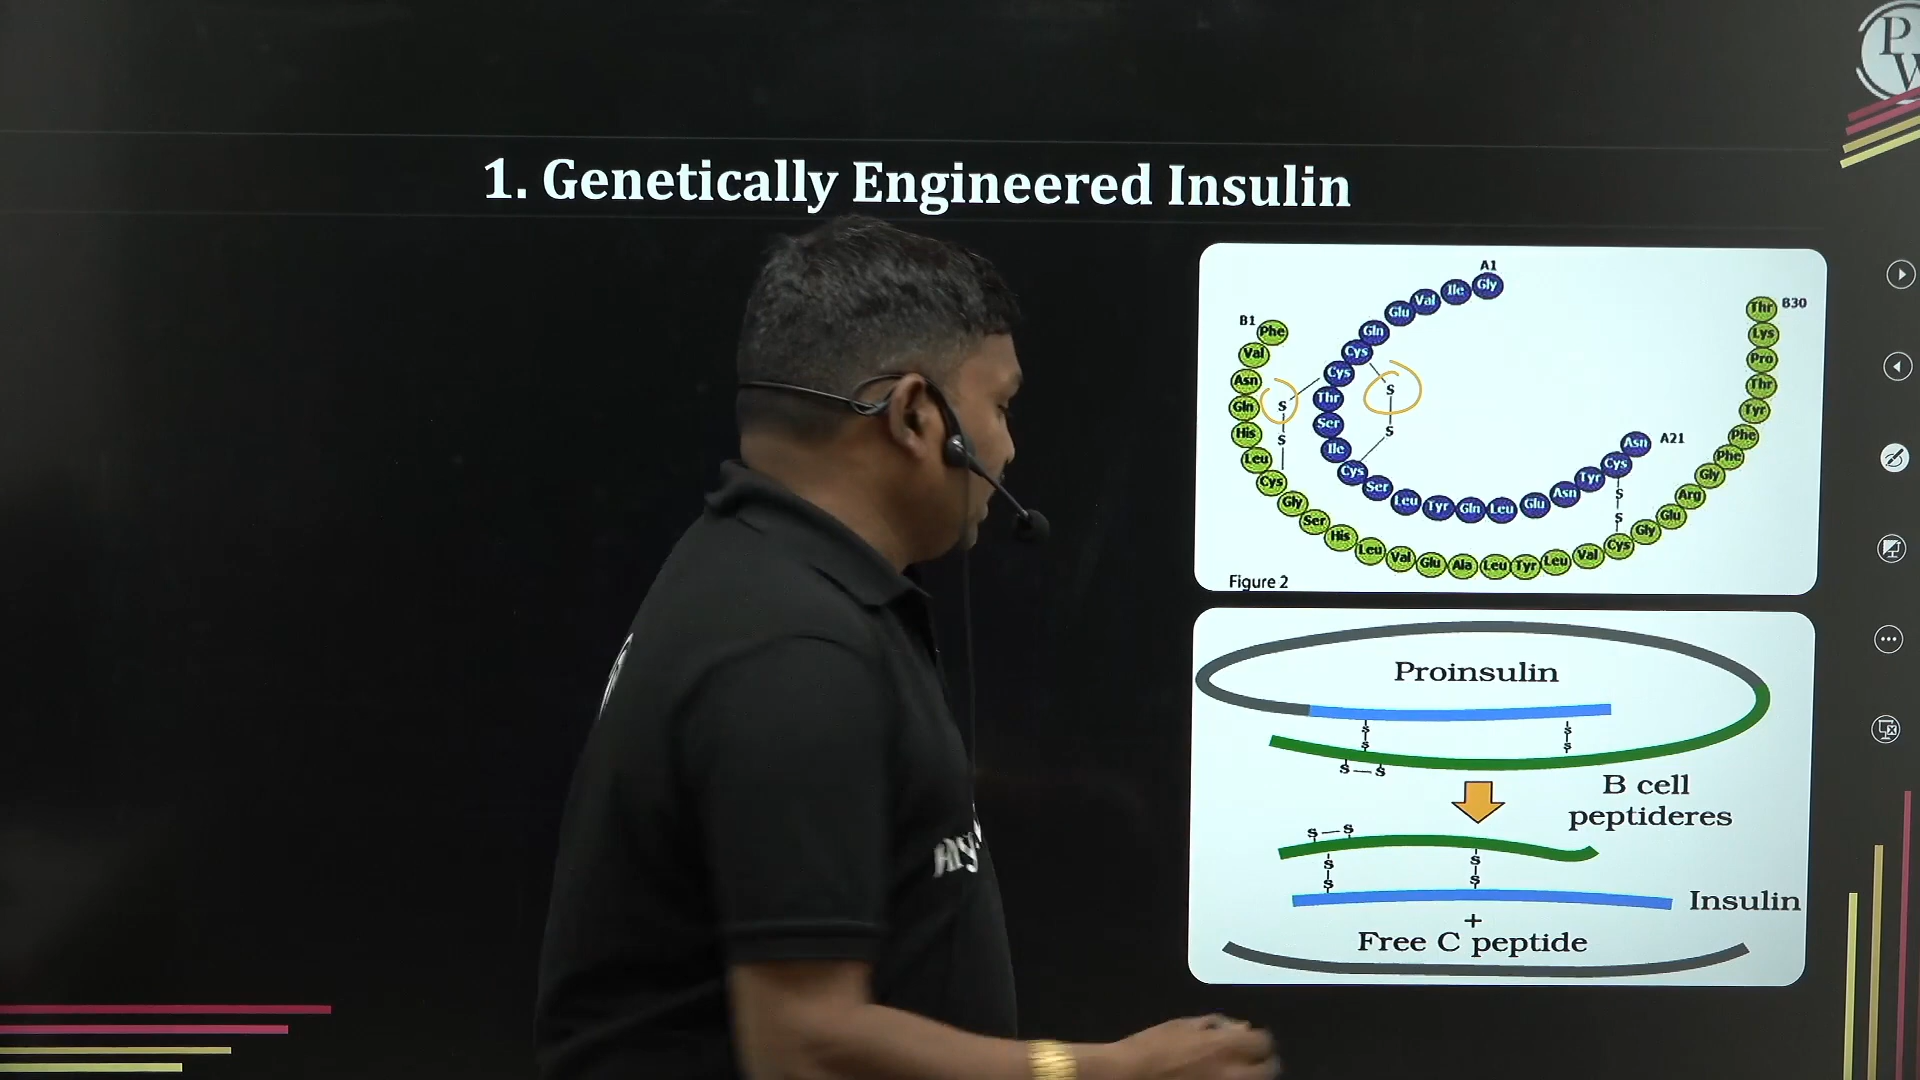 P
W
1. Genetically Engineered Insulin
A1
Gly
Ile
Val
Glu
Gln
Cys
Cys
Thr
Ser
Ile
Cys
Ser
Leu
Tyr
Gln
Leu
Glu
Asn
Tyr
Cys
Asn
A21
B1
Phe
Val
Asn
Gln
His
Leu
Cys
Gly
Ser
His
Leu
Val
Glu
Ala
Leu
Tyr
Leu
Val
Cys
Gly
Glu
Arg
Gly
Phe
Phe
Tyr
Thr
Pro
Lys
Thr
B30
S
S
S
S
S
S
Figure 2
Proinsulin
S
S
S
S
S—S
B cell
peptideres
S—S
S
S
S
S
Insulin
+
Free C peptide